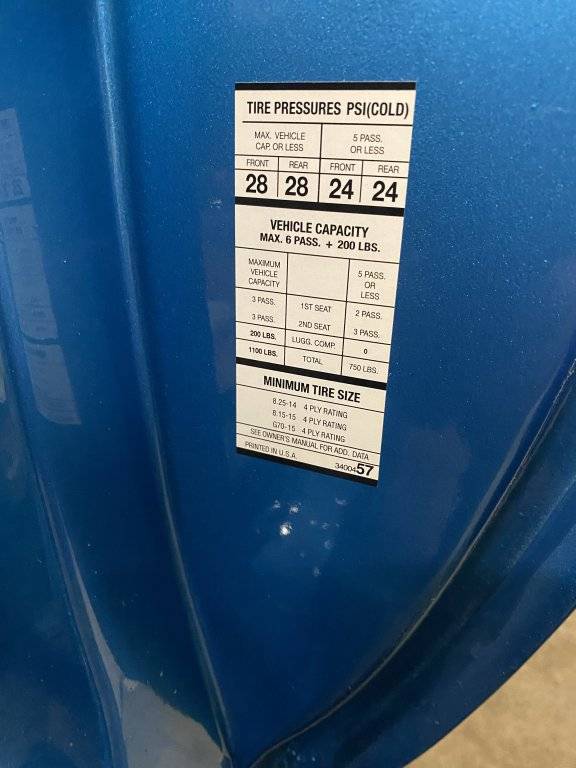 TIRE PRESSURES PSI(COLD)
MAX. VEHICLE CAP. OR LESS
5 PASS. OR LESS
FRONT REAR FRONT REAR
28 28 24 24
VEHICLE CAPACITY
MAX. 6 PASS. + 200 LBS.
MAXIMUM VEHICLE CAPACITY
5 PASS. OR LESS
3 PASS. 1ST SEAT 2 PASS.
3 PASS. 2ND SEAT 3 PASS.
200 LBS. LUGG. COMP. 0
1100 LBS. TOTAL 750 LBS.
MINIMUM TIRE SIZE
8.25-14 4 PLY RATING
8.15-15 4 PLY RATING
G70-15 4 PLY RATING
SEE OWNER'S MANUAL FOR ADD. DATA
PRINTED IN U.S.A. 3400457